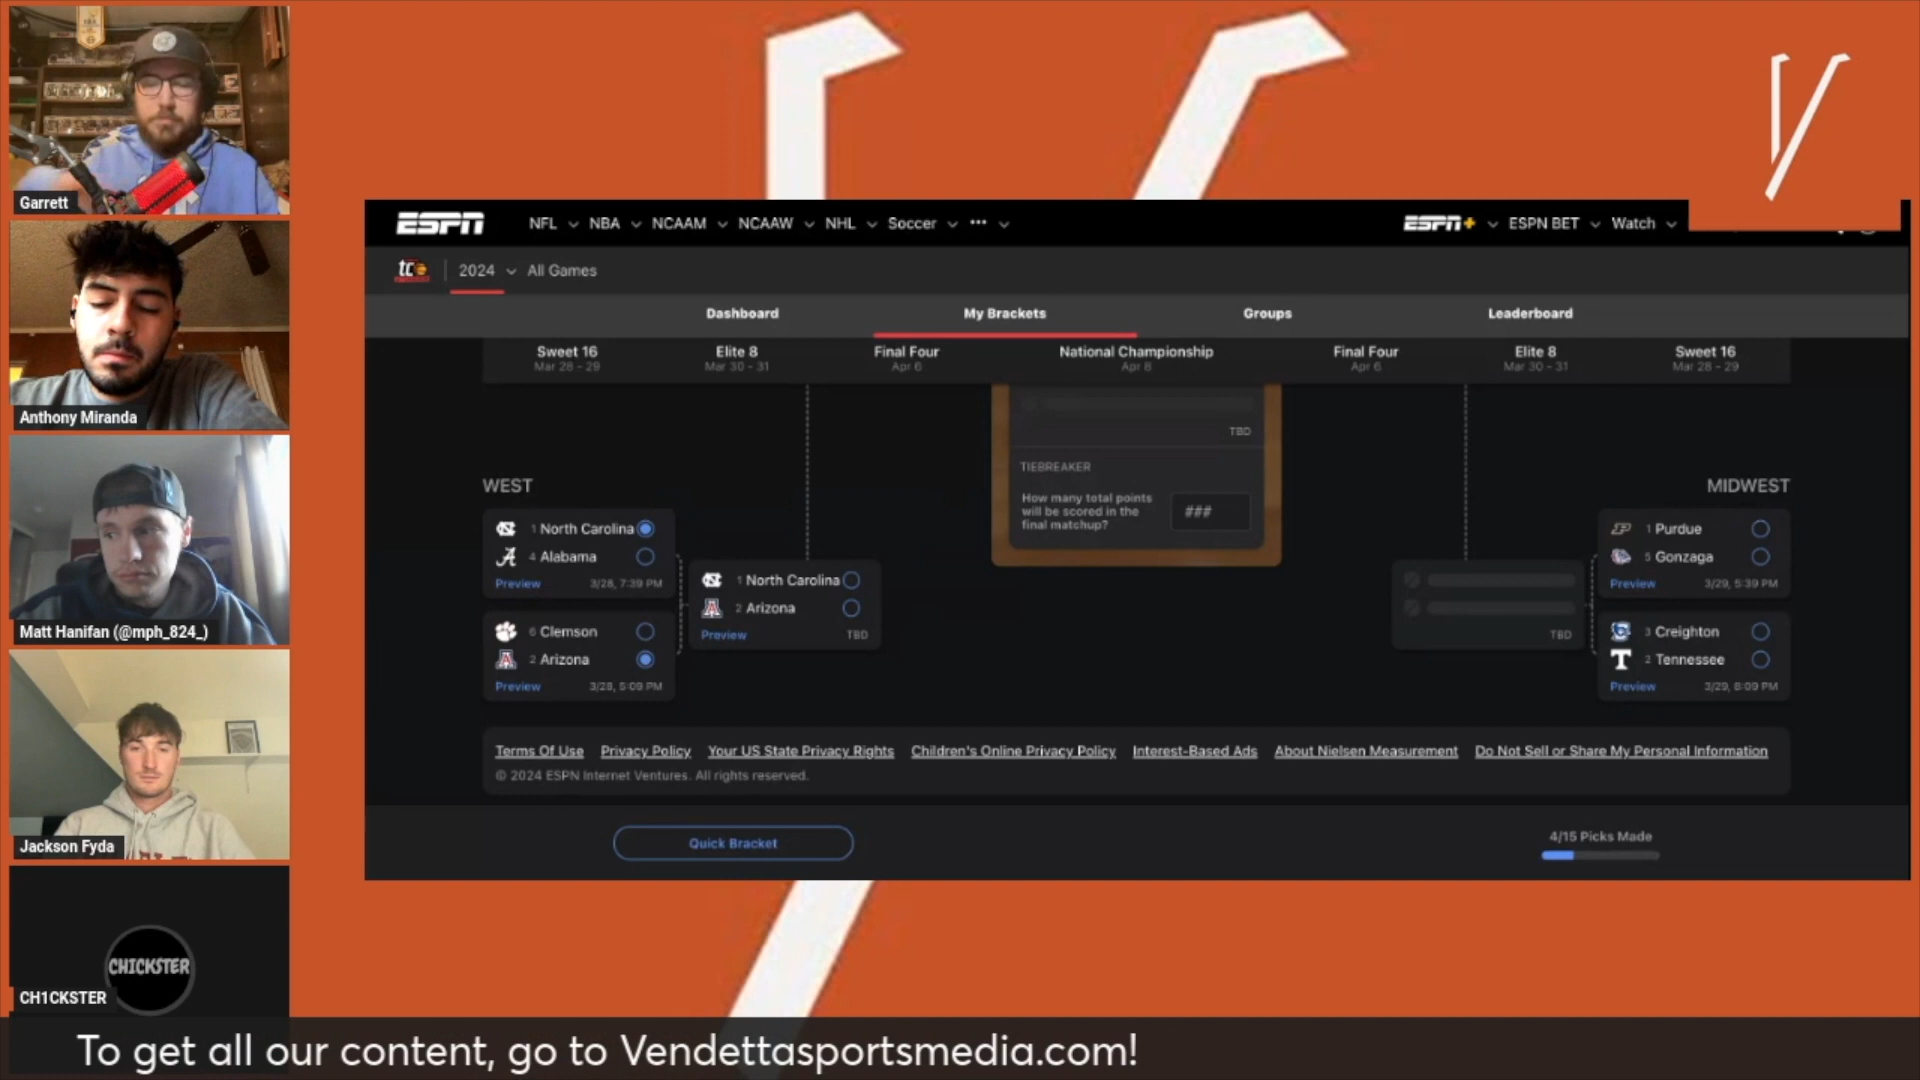 Garrett
Anthony Miranda
Matt Hanifan (@mph_824_)
Jackson Fyda
CHICKSTER
CH1CKSTER
ESPN
NFL NBA NCAAM NCAAW NHL Soccer ···
ESPN+ ESPN BET Watch
tc 2024 All Games
Dashboard My Brackets Groups Leaderboard
Sweet 16 Elite 8 Final Four National Championship Final Four Elite 8 Sweet 16
Mar 28 - 29 Mar 30 - 31 Apr 6 Apr 8 Apr 6 Mar 30 - 31 Mar 28 - 29
TBD
TIEBREAKER
How many total points
will be scored in the
final matchup?
###
WEST
1 North Carolina
4 Alabama
Preview 3/28, 7:39 PM
6 Clemson
2 Arizona
Preview 3/28, 5:09 PM
1 North Carolina
2 Arizona
Preview TBD
TBD
MIDWEST
1 Purdue
5 Gonzaga
Preview 3/29, 5:39 PM
3 Creighton
2 Tennessee
Preview 3/29, 8:09 PM
Terms Of Use Privacy Policy Your US State Privacy Rights Children's Online Privacy Policy Interest-Based Ads About Nielsen Measurement Do Not Sell or Share My Personal Information
© 2024 ESPN Internet Ventures. All rights reserved.
Quick Bracket
4/15 Picks Made
To get all our content, go to Vendettasportsmedia.com!